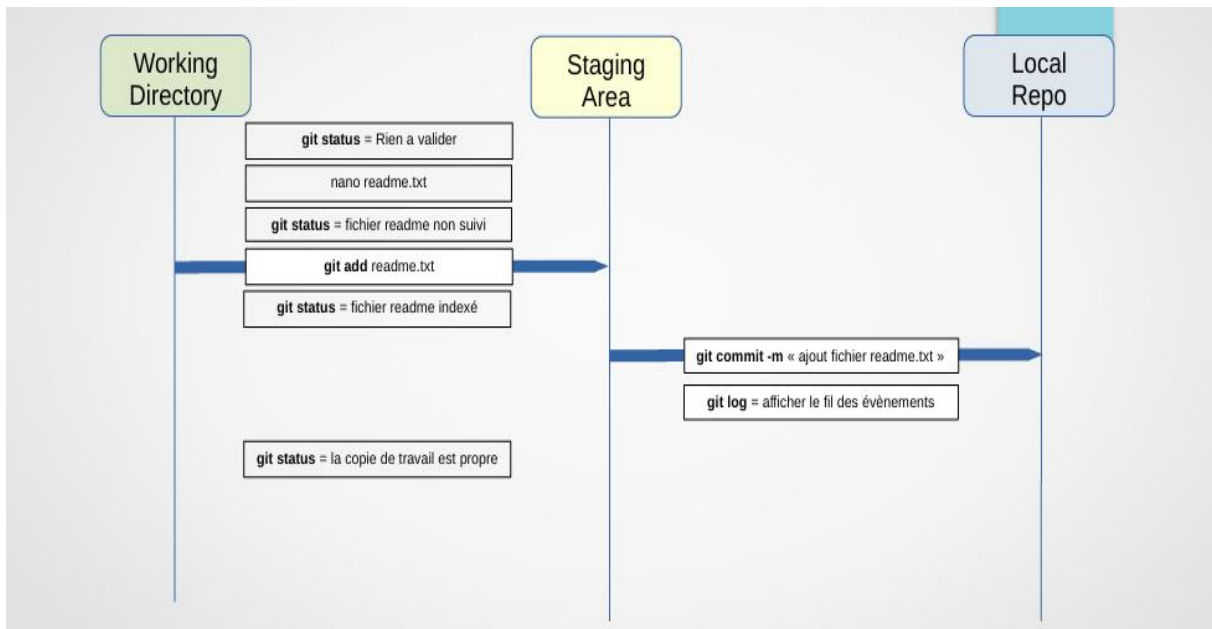 Working
Directory
Staging
Area
Local
Repo
git status = Rien a valider
nano readme.txt
git status = fichier readme non suivi
git add readme.txt
git status = fichier readme indexé
git commit -m « ajout fichier readme.txt »
git log = afficher le fil des évènements
git status = la copie de travail est propre